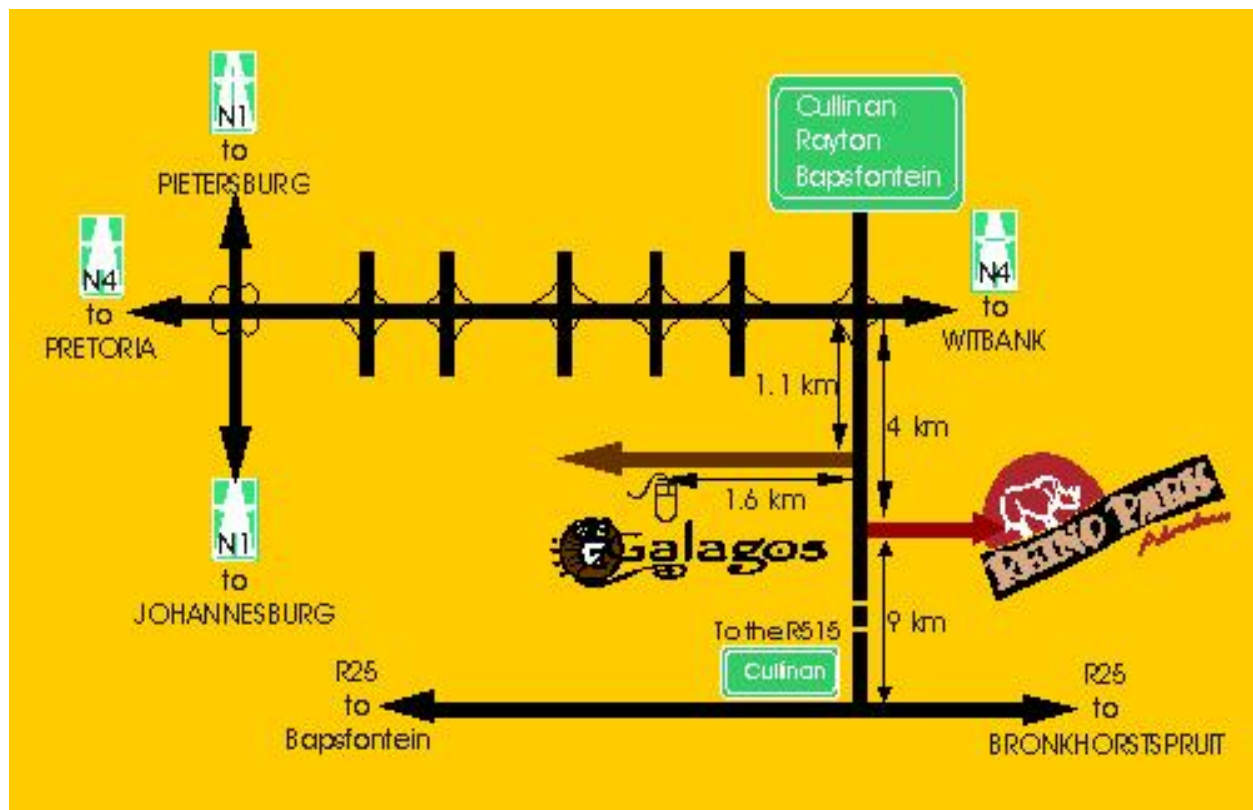 N1
to
PIETERSBURG
Cullinan
Rayton
Bapsfontein
N4
to
PRETORIA
N4
to
WITBANK
1.1 km
4 km
1.6 km
Galagos
RHINO PARK
Adventures
N1
to
JOHANNESBURG
To the R515
Cullinan
9 km
R25
to
Bapsfontein
R25
to
BRONKHORSTSPRUIT